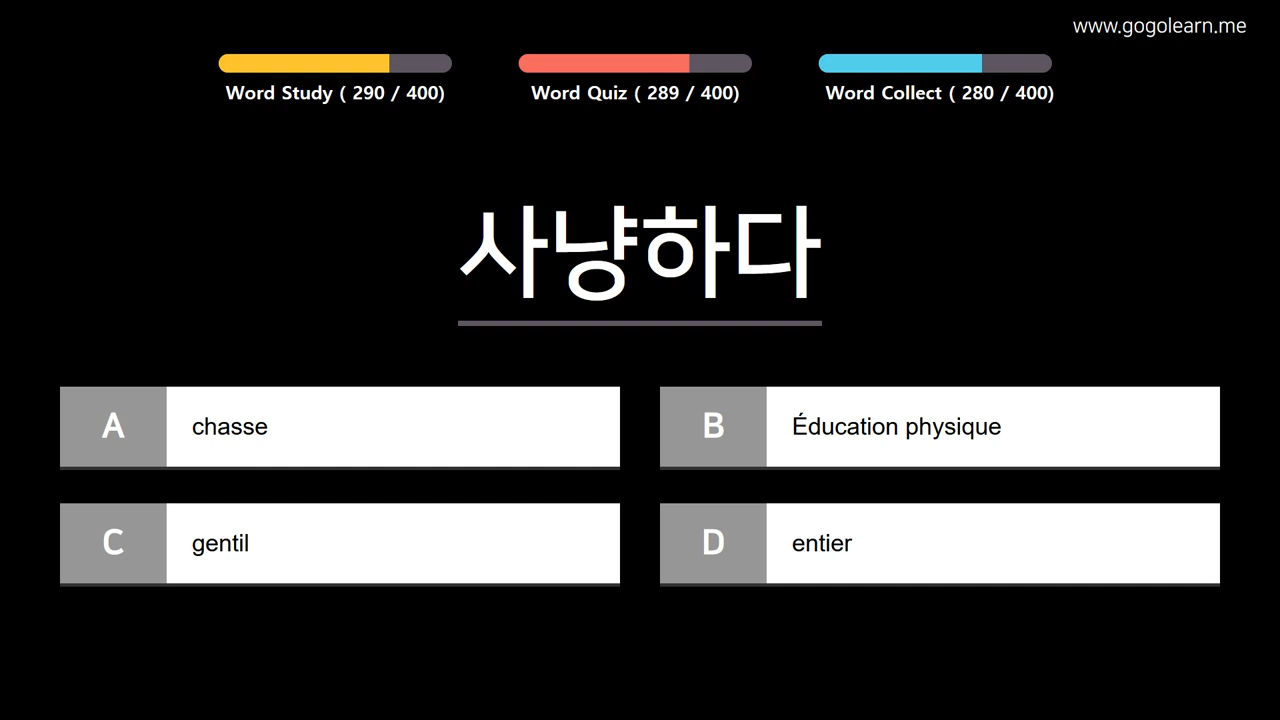 www.gogolearn.me
Word Study ( 290 / 400)
Word Quiz ( 289 / 400)
Word Collect ( 280 / 400)
사냥하다
A chasse
B Éducation physique
C gentil
D entier